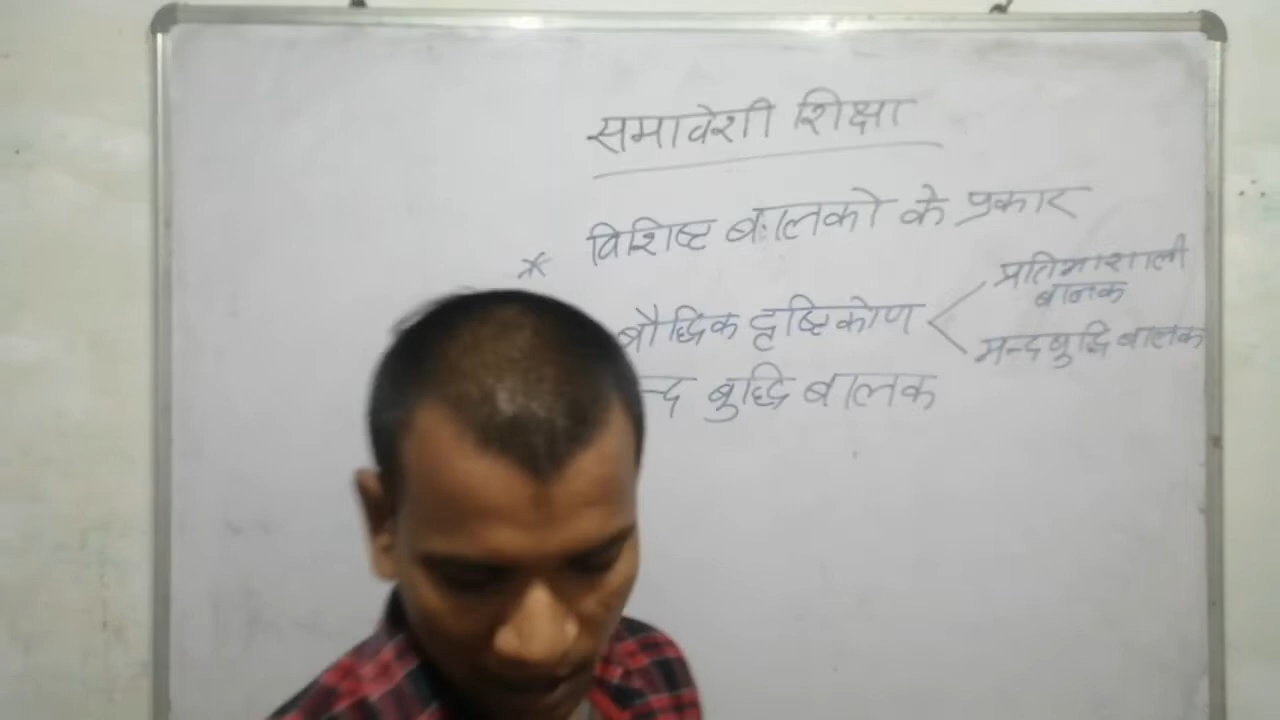 समावेशी शिक्षा
* विशिष्ट बालको के प्रकार
बौद्धिक दृष्टिकोण
प्रतिभाशाली
बालक
मन्दबुद्धि बालक
न्द बुद्धि बालक